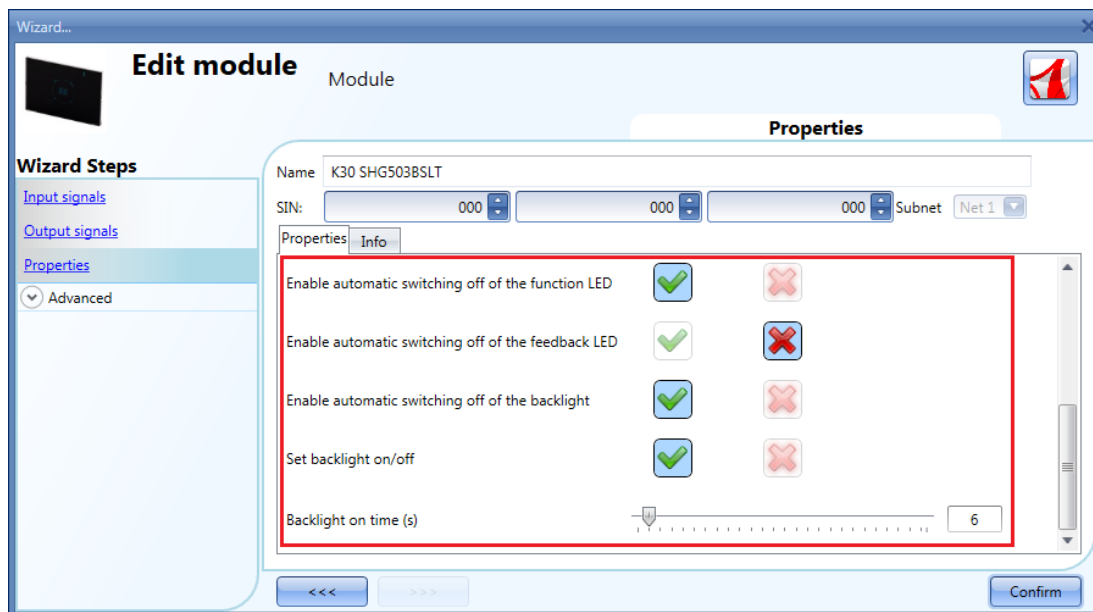 Wizard...
Edit module
Module
Properties
Wizard Steps
Input signals
Output signals
Properties
Advanced
Name K30 SHG503BSLT
SIN: 000 000 000 Subnet Net 1
Properties Info
Enable automatic switching off of the function LED
Enable automatic switching off of the feedback LED
Enable automatic switching off of the backlight
Set backlight on/off
Backlight on time (s) 6
<<< >>> Confirm